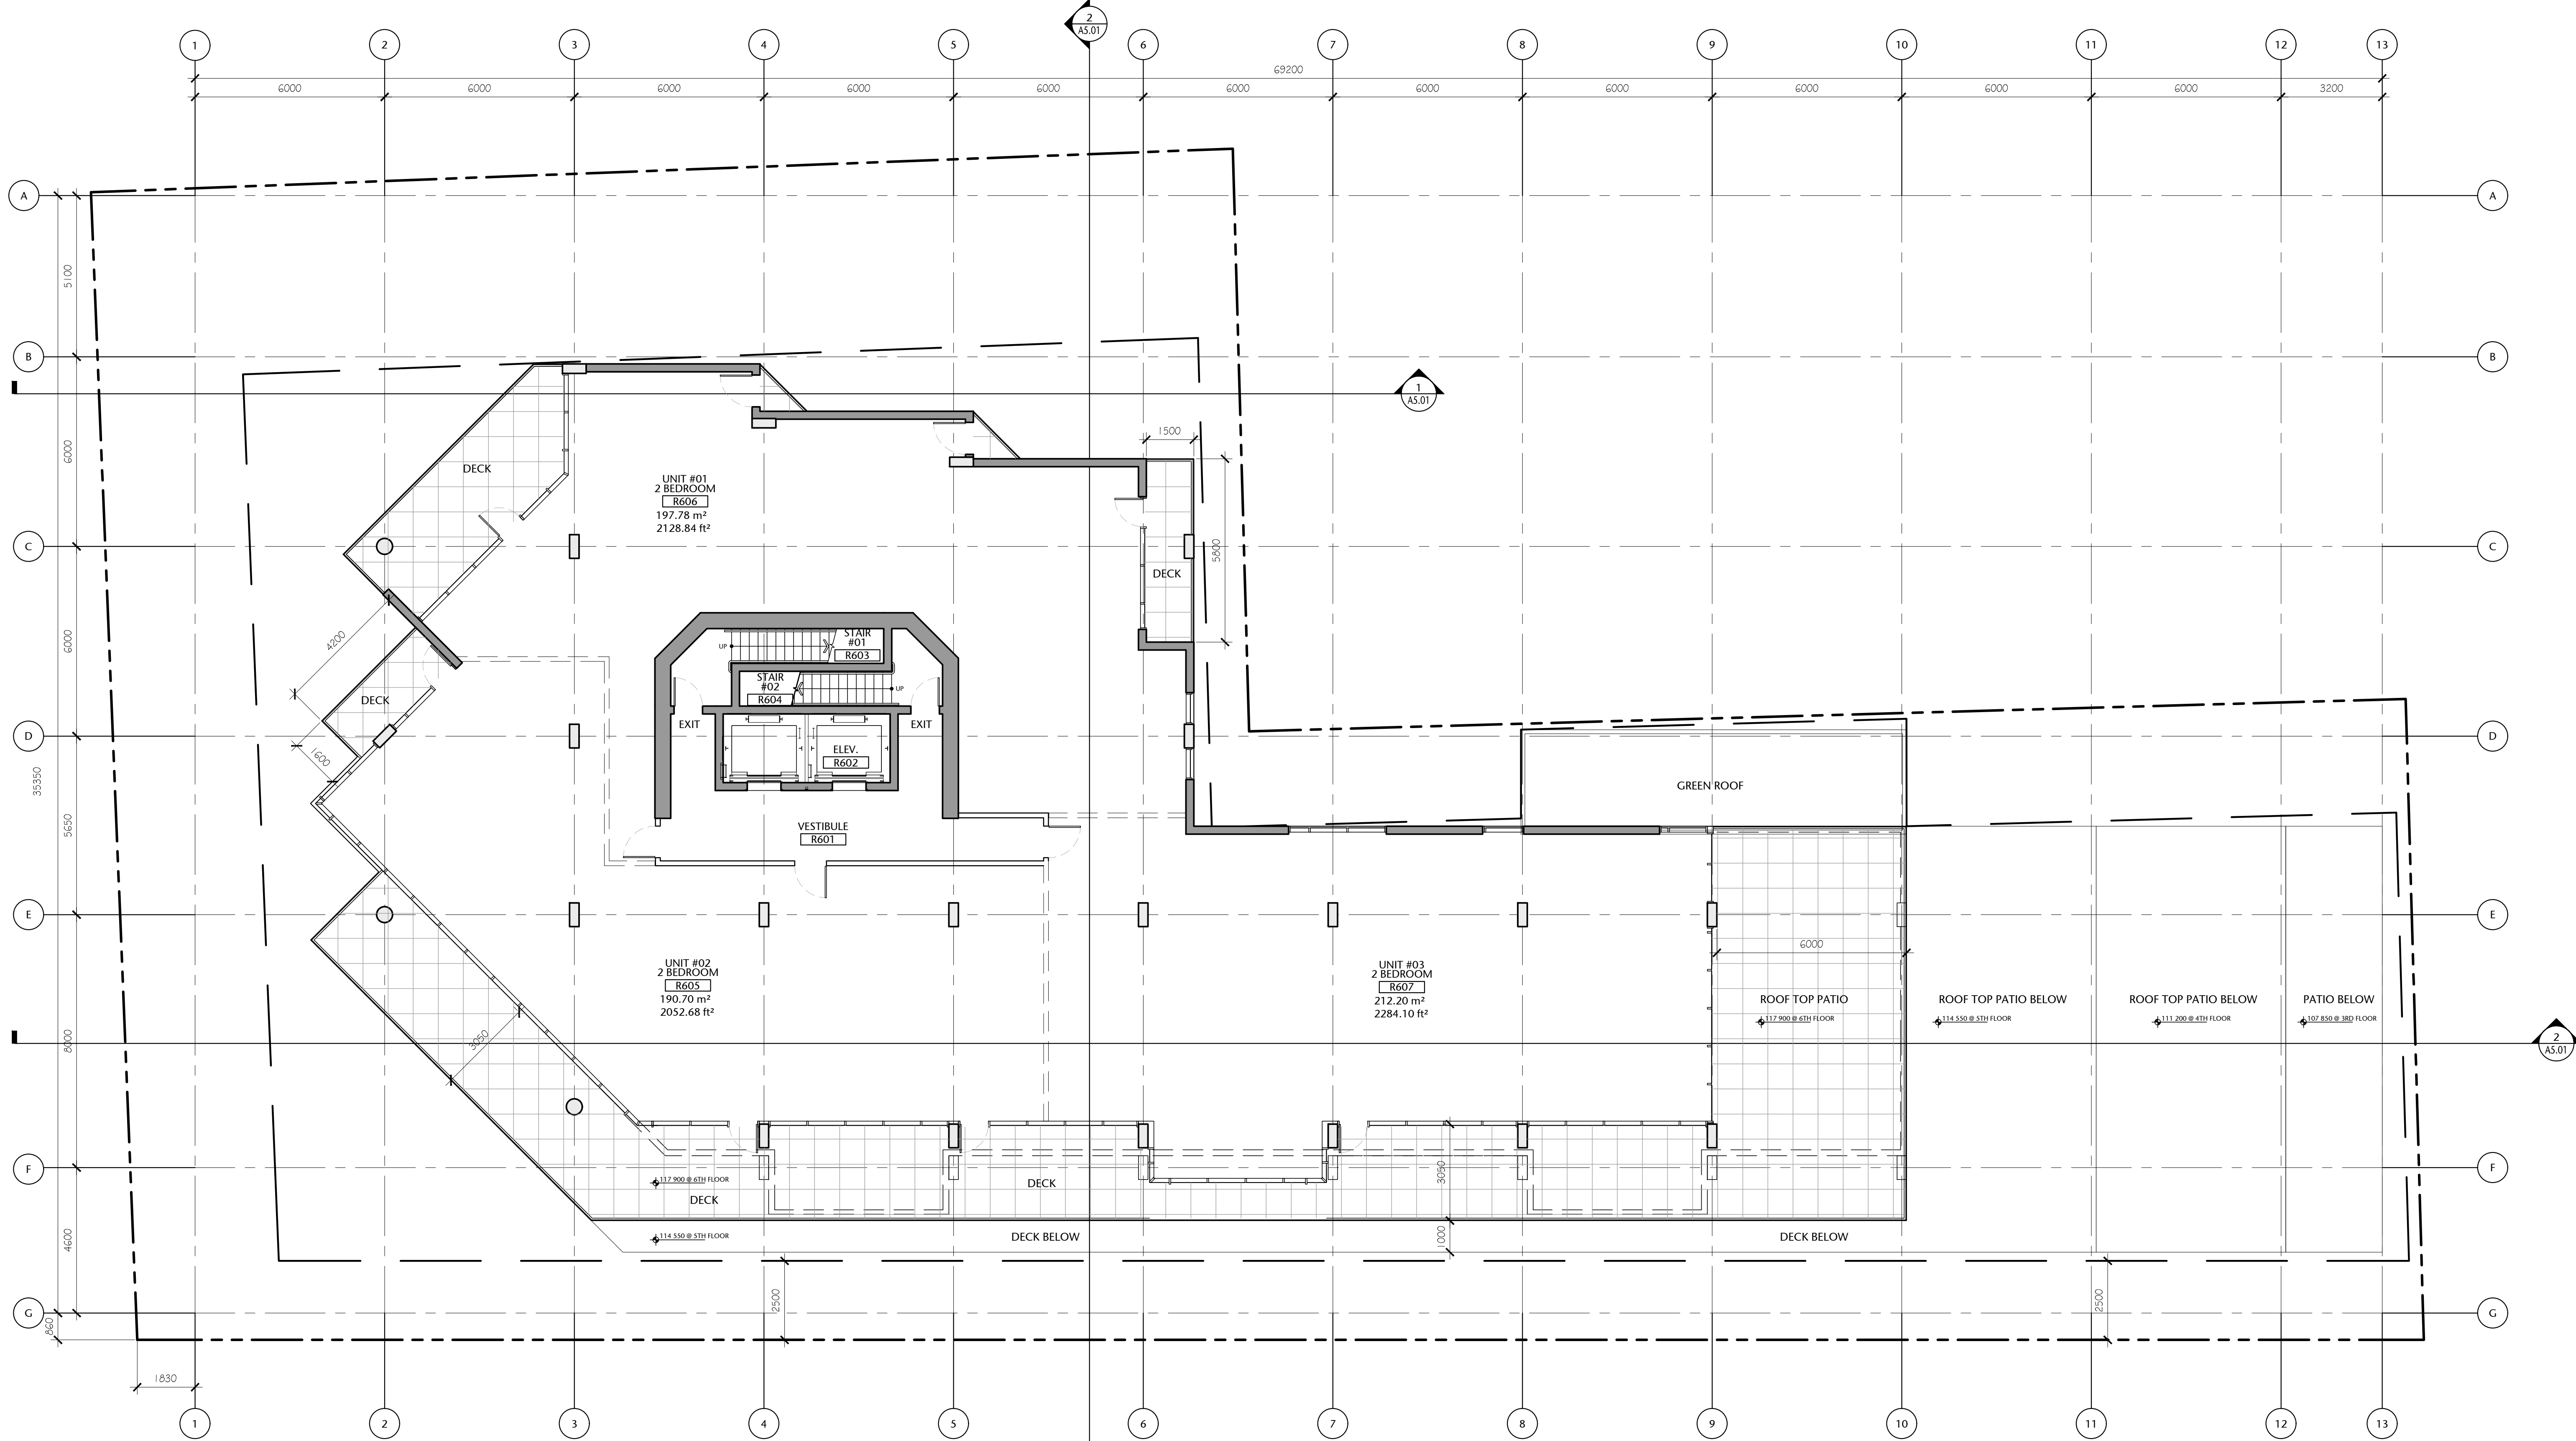 2
A5.01
1 2 3 4 5 6 7 8 9 10 11 12 13
69200
6000 6000 6000 6000 6000 6000 6000 6000 6000 6000 6000 3200
A A
5100
B B
1
A5.01
1500
6000
DECK
UNIT #01
2 BEDROOM
R606
197.78 m²
2128.84 ft²
C C
5800
DECK
4200
6000
STAIR
#01
R603
UP
STAIR
#02
R604
UP
DECK
EXIT EXIT
D D
1600
ELEV.
R602
35350
GREEN ROOF
5650
VESTIBULE
R601
E E
6000
UNIT #02
2 BEDROOM
R605
190.70 m²
2052.68 ft²
UNIT #03
2 BEDROOM
R607
212.20 m²
2284.10 ft²
ROOF TOP PATIO
117 900 @ 6TH FLOOR
ROOF TOP PATIO BELOW
114 550 @ 5TH FLOOR
ROOF TOP PATIO BELOW
111 200 @ 4TH FLOOR
PATIO BELOW
107 850 @ 3RD FLOOR
3050
8000
2
A5.01
F F
117 900 @ 6TH FLOOR
DECK
DECK
3050
114 550 @ 5TH FLOOR
DECK BELOW
1000
DECK BELOW
4600
2500
2500
G G
860
1830
1 2 3 4 5 6 7 8 9 10 11 12 13